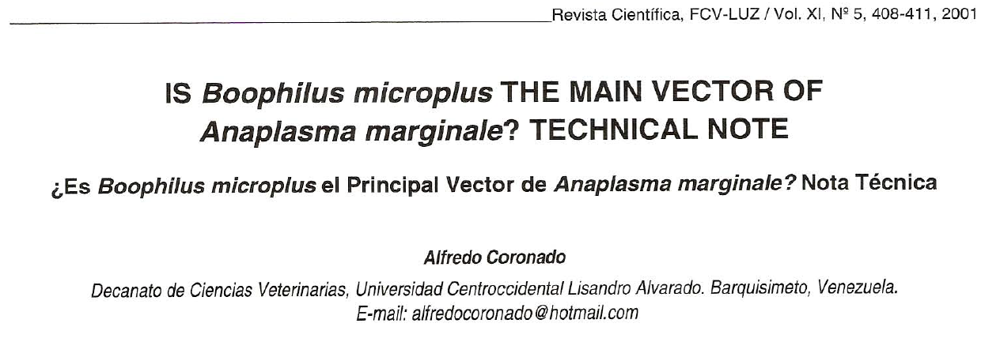 Revista Científica, FCV-LUZ / Vol. XI, Nº 5, 408-411, 2001
IS Boophilus microplus THE MAIN VECTOR OF
Anaplasma marginale? TECHNICAL NOTE
¿Es Boophilus microplus el Principal Vector de Anaplasma marginale? Nota Técnica
Alfredo Coronado
Decanato de Ciencias Veterinarias, Universidad Centroccidental Lisandro Alvarado. Barquisimeto, Venezuela.
E-mail: alfredocoronado@hotmail.com